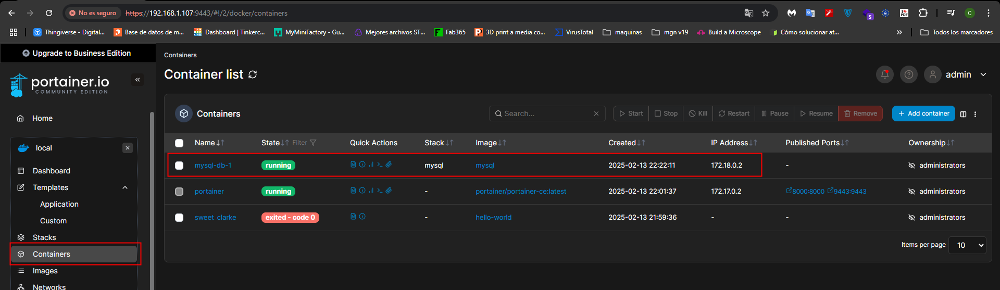 No es seguro https://192.168.1.107:9443/#!/2/docker/containers
5 PDF C
Thingiverse - Digital... Base de datos de m... Dashboard | Tinkerc... MyMiniFactory - Gu... Mejores archivos ST... Fab365 3D print a media co... VirusTotal maquinas mgn v19 Build a Microscope Cómo solucionar at... » Todos los marcadores
Upgrade to Business Edition
portainer.io
COMMUNITY EDITION
Home
local
Dashboard
Templates
Application
Custom
Stacks
Containers
Images
Networks
Containers
Container list
admin
Containers
Search...
Start Stop Kill Restart Pause Resume Remove
+ Add container
Name State Filter Quick Actions Stack Image Created IP Address Published Ports Ownership
mysql-db-1 running mysql mysql 2025-02-13 22:22:11 172.18.0.2 - administrators
portainer running - portainer/portainer-ce:latest 2025-02-13 22:01:37 172.17.0.2 8000:8000 9443:9443 administrators
sweet_clarke exited - code 0 - hello-world 2025-02-13 21:59:36 - - administrators
Items per page 10